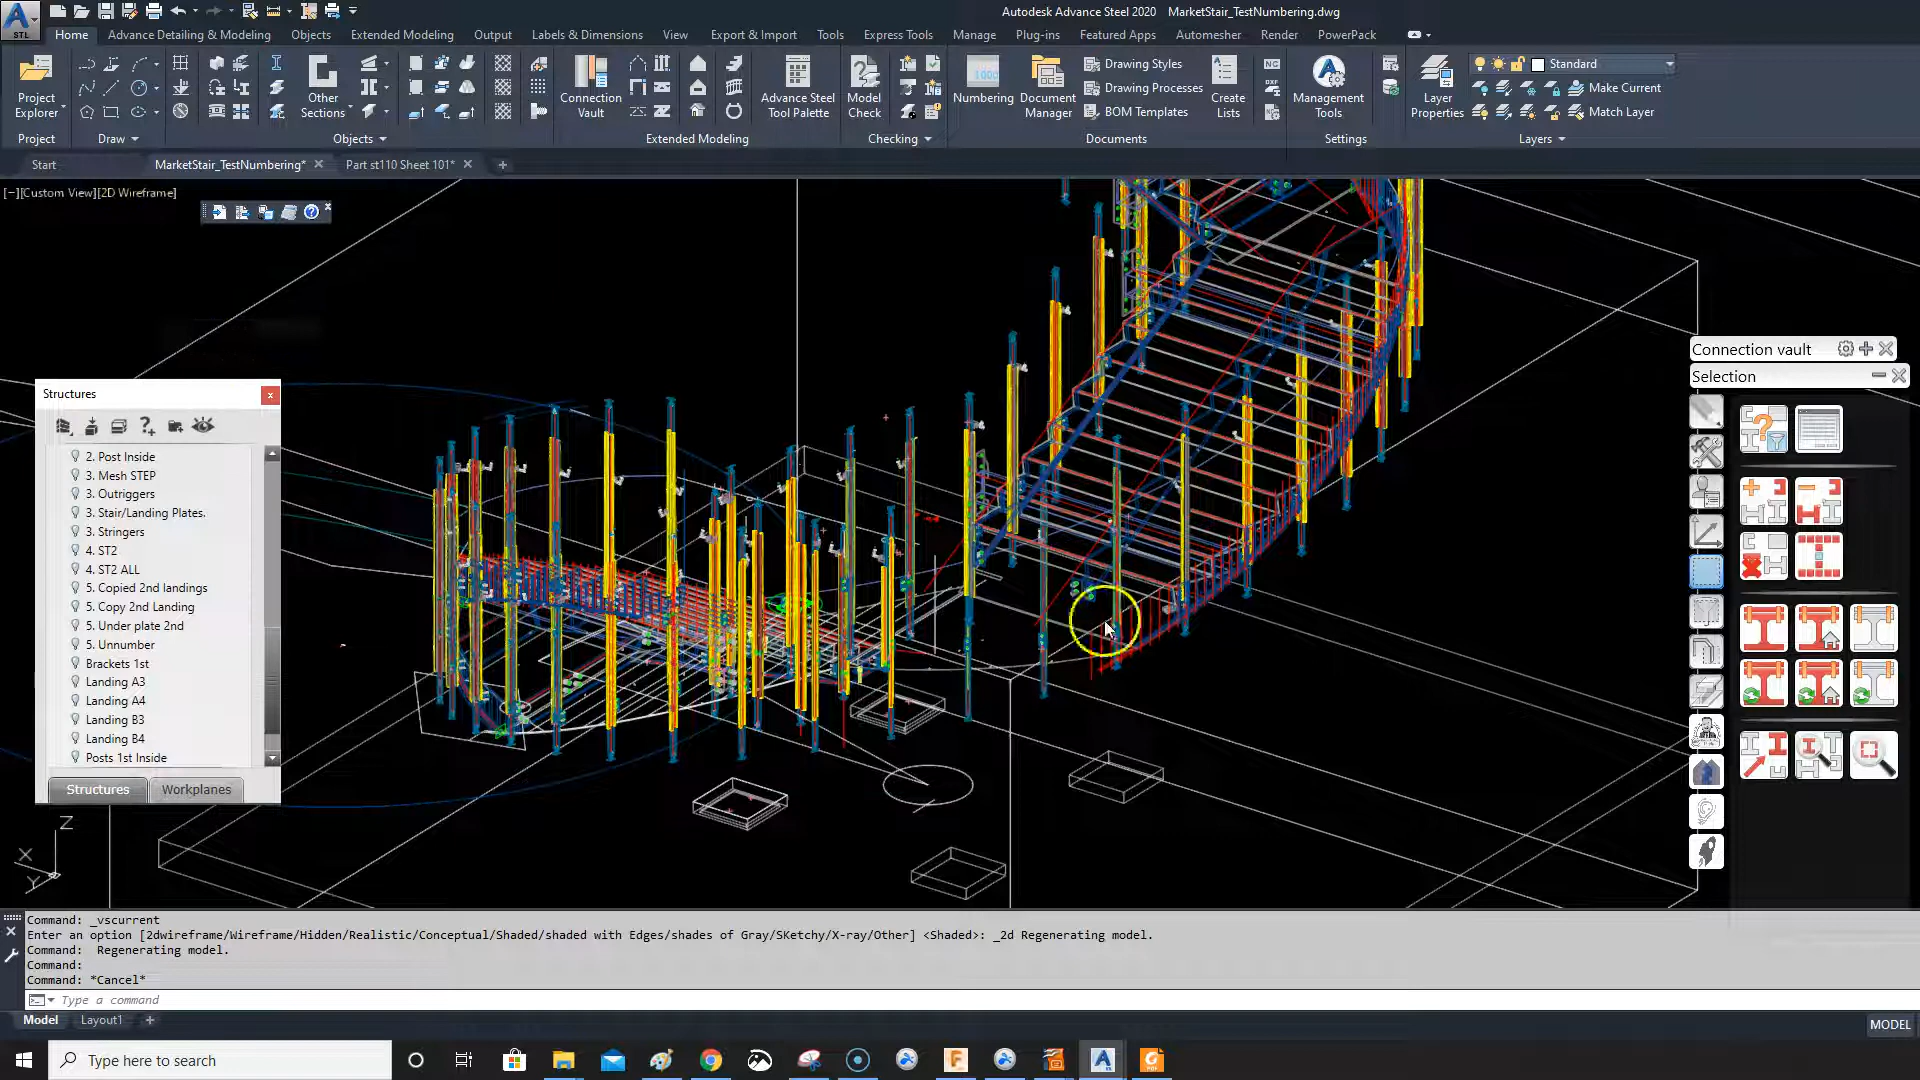 Autodesk Advance Steel 2020 MarketStair_TestNumbering.dwg
STL
Home Advance Detailing & Modeling Objects Extended Modeling Output Labels & Dimensions View Export & Import Tools Express Tools Manage Plug-ins Featured Apps Automesher Render PowerPack
Project Explorer
Other Sections
Connection Vault
Advance Steel Tool Palette
Model Check
Numbering
Document Manager
Drawing Styles
Drawing Processes
BOM Templates
Create Lists
NC
DXF
Management Tools
Layer Properties
Standard
Make Current
Match Layer
Project Draw Objects Extended Modeling Checking Documents Settings Layers
Start MarketStair_TestNumbering* Part st110 Sheet 101*
[−][Custom View][2D Wireframe]
Structures
2. Post Inside
3. Mesh STEP
3. Outriggers
3. Stair/Landing Plates.
3. Stringers
4. ST2
4. ST2 ALL
5. Copied 2nd landings
5. Copy 2nd Landing
5. Under plate 2nd
5. Unnumber
Brackets 1st
Landing A3
Landing A4
Landing B3
Landing B4
Posts 1st Inside
Structures Workplanes
Connection vault
Selection
Z
X
Y
Command: _vscurrent
Enter an option [2dwireframe/Wireframe/Hidden/Realistic/Conceptual/Shaded/shaded with Edges/shades of Gray/SKetchy/X-ray/Other] <Shaded>: _2d Regenerating model.
Command:  Regenerating model.
Command:
Command: *Cancel*
Type a command
Model Layout1
MODEL
Type here to search